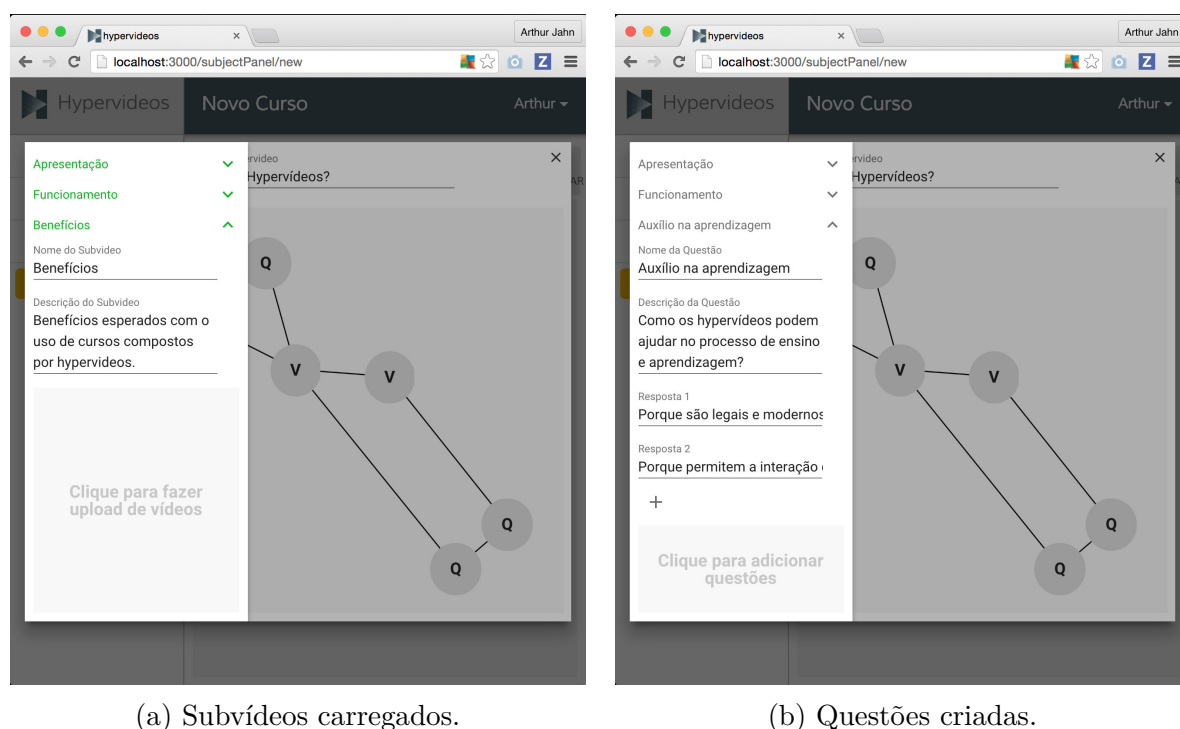 hypervideos
Arthur Jahn
localhost:3000/subjectPanel/new
Z
Hypervideos
Novo Curso
Arthur
Apresentação
Funcionamento
Benefícios
Nome do Subvideo
Benefícios
Descrição do Subvideo
Benefícios esperados com o
uso de cursos compostos
por hypervideos.
Clique para fazer
upload de vídeos
rvideo
Hypervídeos?
AR
Q
V
V
Q
Q
(a) Subvídeos carregados.
hypervideos
Arthur Jahn
localhost:3000/subjectPanel/new
Z
Hypervideos
Novo Curso
Arthur
Apresentação
Funcionamento
Auxílio na aprendizagem
Nome da Questão
Auxílio na aprendizagem
Descrição da Questão
Como os hypervídeos podem
ajudar no processo de ensino
e aprendizagem?
Resposta 1
Porque são legais e modernos
Resposta 2
Porque permitem a interação
+
Clique para adicionar
questões
rvideo
Hypervídeos?
Q
V
V
Q
Q
(b) Questões criadas.